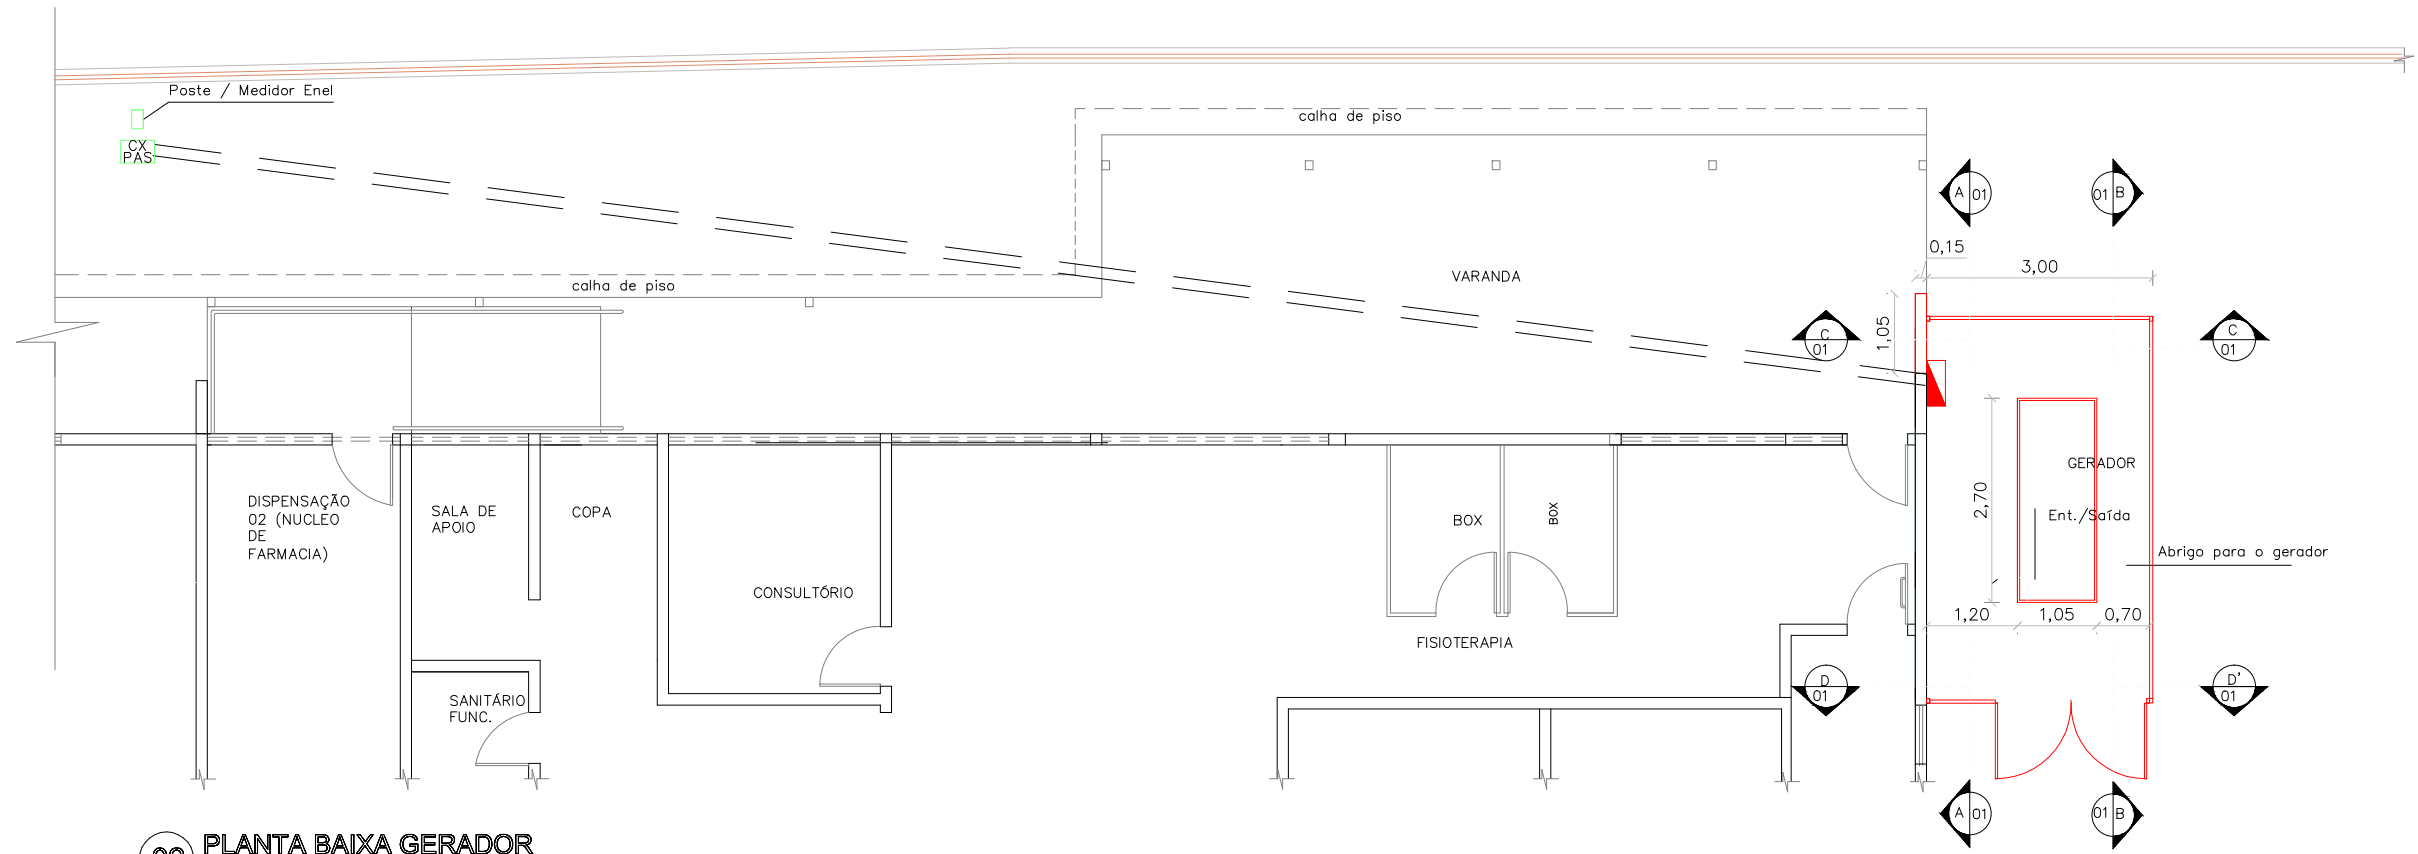 Poste / Medidor Enel
CX
PAS
calha de piso
calha de piso
VARANDA
A 01
01 B
0,15
3,00
1,05
C
01
C
01
2,70
GERADOR
Ent./Saída
Abrigo para o gerador
1,20
1,05
0,70
DISPENSAÇÃO
02 (NUCLEO
DE
FARMACIA)
SALA DE
APOIO
COPA
CONSULTÓRIO
BOX
BOX
FISIOTERAPIA
SANITÁRIO
FUNC.
D
01
D'
01
A 01
01 B
PLANTA BAIXA GERADOR